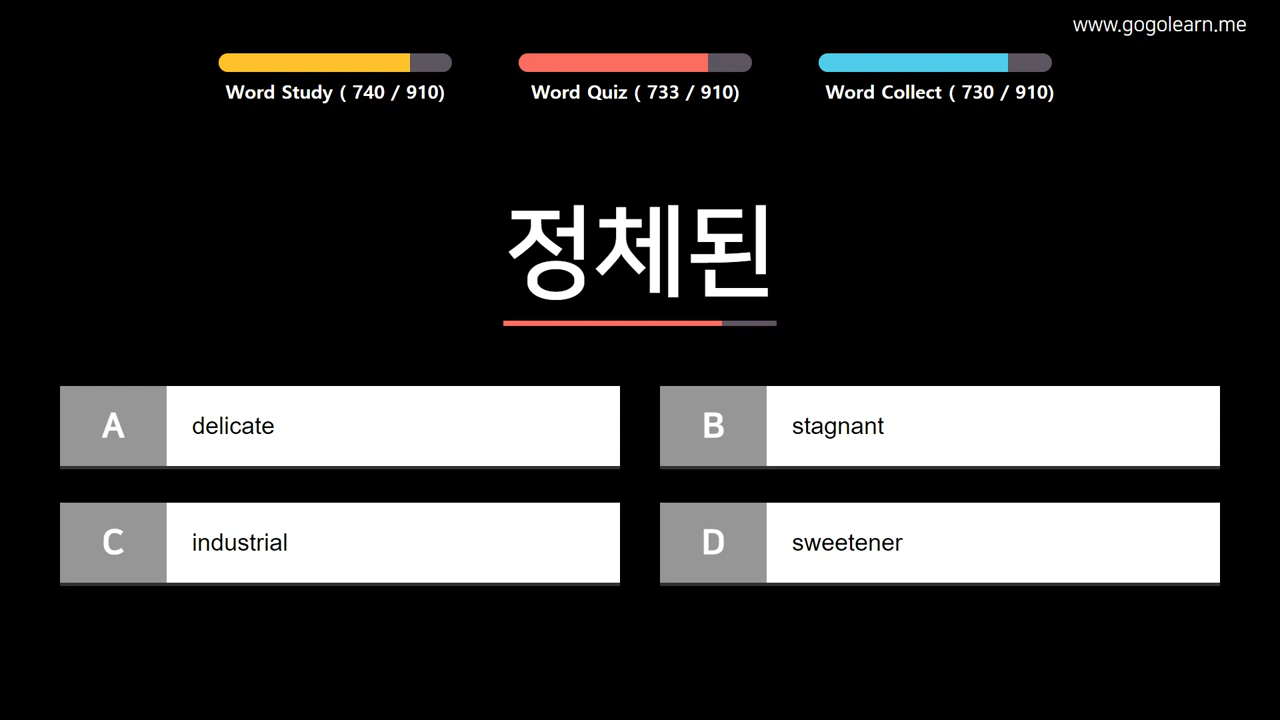 www.gogolearn.me
Word Study ( 740 / 910)
Word Quiz ( 733 / 910)
Word Collect ( 730 / 910)
정체된
A delicate
B stagnant
C industrial
D sweetener